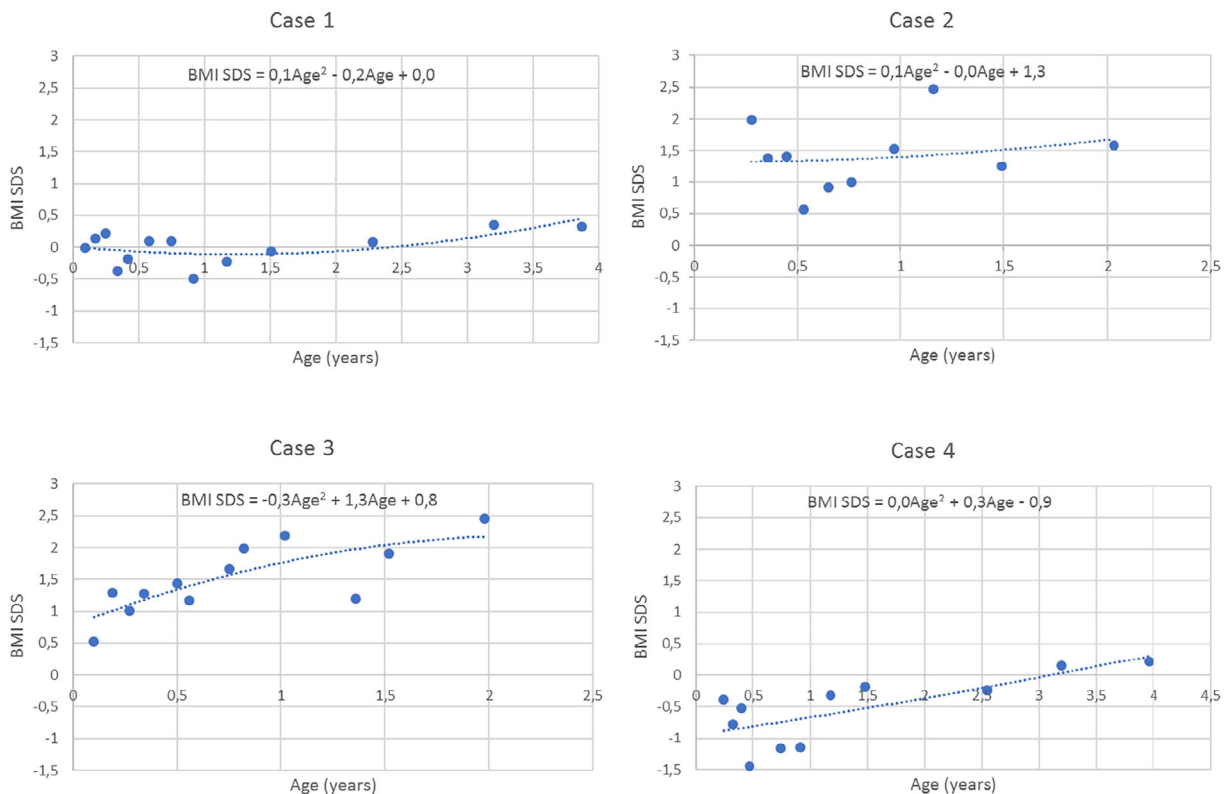 Case 1
BMI SDS = 0,1Age² - 0,2Age + 0,0
3
2,5
2
1,5
1
0,5
0
-0,5
-1
-1,5
BMI SDS
0 0,5 1 1,5 2 2,5 3 3,5 4
Age (years)
Case 2
BMI SDS = 0,1Age² - 0,0Age + 1,3
3
2,5
2
1,5
1
0,5
0
-0,5
-1
-1,5
BMI SDS
0 0,5 1 1,5 2 2,5
Age (years)
Case 3
BMI SDS = -0,3Age² + 1,3Age + 0,8
3
2,5
2
1,5
1
0,5
0
-0,5
-1
-1,5
BMI SDS
0 0,5 1 1,5 2 2,5
Age (years)
Case 4
BMI SDS = 0,0Age² + 0,3Age - 0,9
3
2,5
2
1,5
1
0,5
0
-0,5
-1
-1,5
BMI SDS
0 0,5 1 1,5 2 2,5 3 3,5 4 4,5
Age (years)